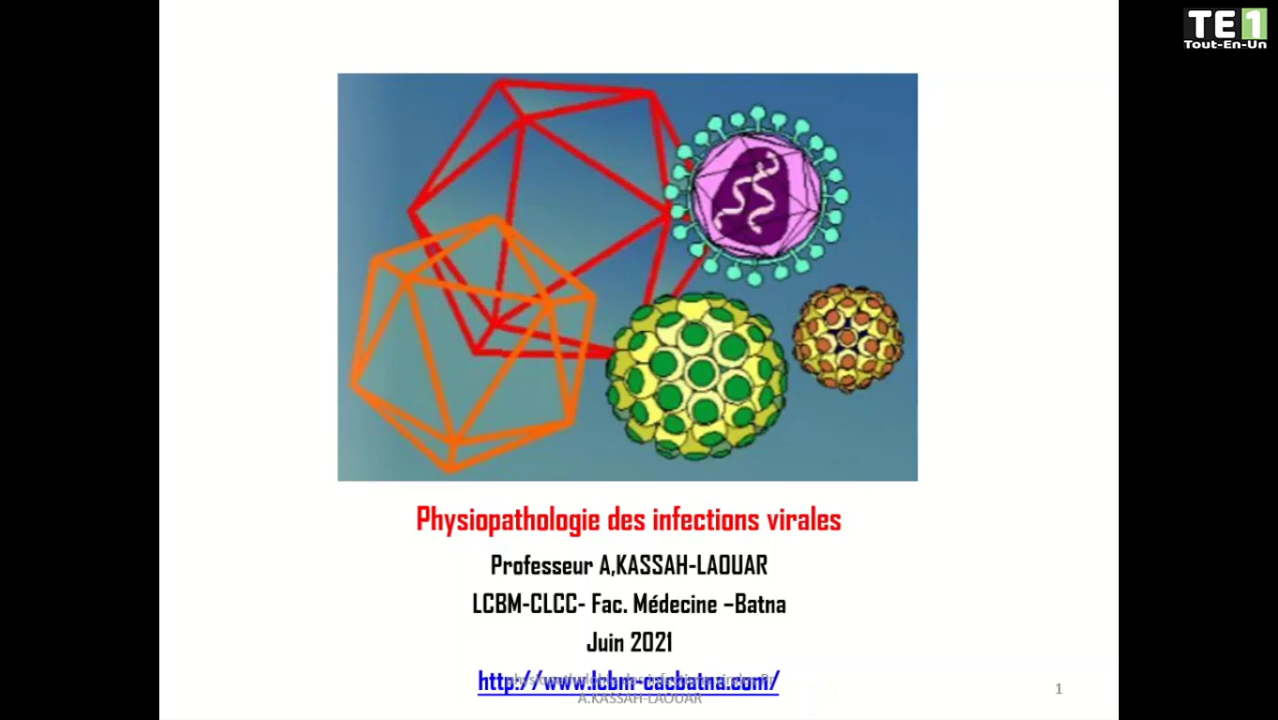 TE1
Tout-En-Un
Physiopathologie des infections virales
Professeur A,KASSAH-LAOUAR
LCBM-CLCC- Fac. Médecine –Batna
Juin 2021
http://www.lcbm-cacbatna.com/
A.KASSAH-LAOUAR
1